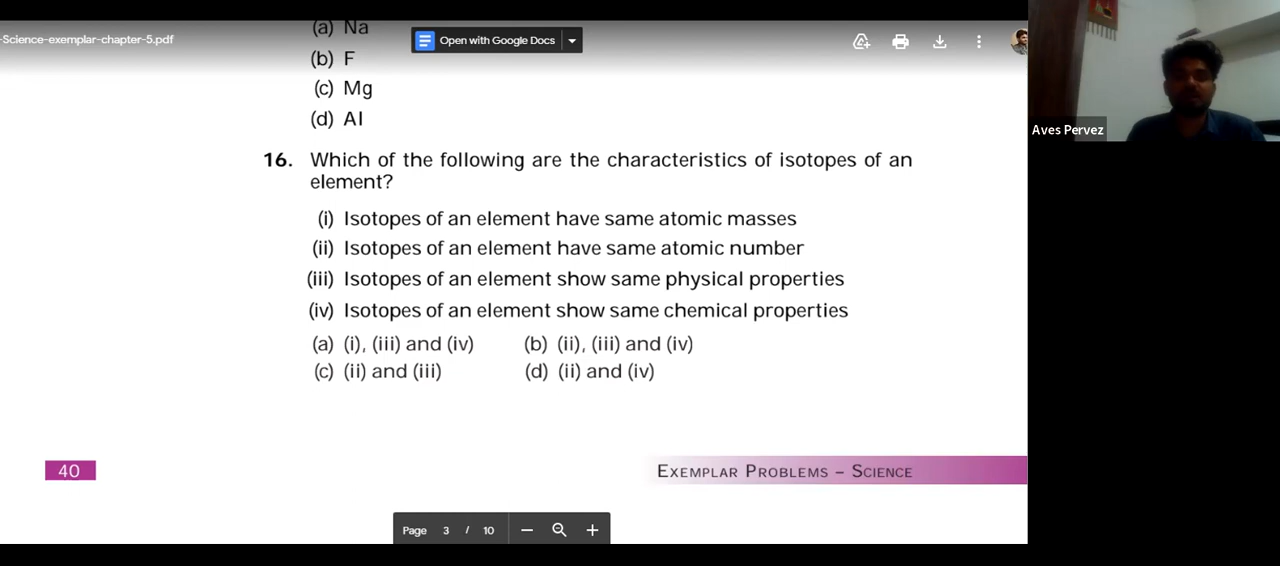 (a) Na
-Science-exemplar-chapter-5.pdf
Open with Google Docs
(b) F
(c) Mg
(d) Al
Aves Pervez
16. Which of the following are the characteristics of isotopes of an
element?
(i) Isotopes of an element have same atomic masses
(ii) Isotopes of an element have same atomic number
(iii) Isotopes of an element show same physical properties
(iv) Isotopes of an element show same chemical properties
(a) (i), (iii) and (iv) (b) (ii), (iii) and (iv)
(c) (ii) and (iii) (d) (ii) and (iv)
40 EXEMPLAR PROBLEMS – SCIENCE
Page 3 / 10